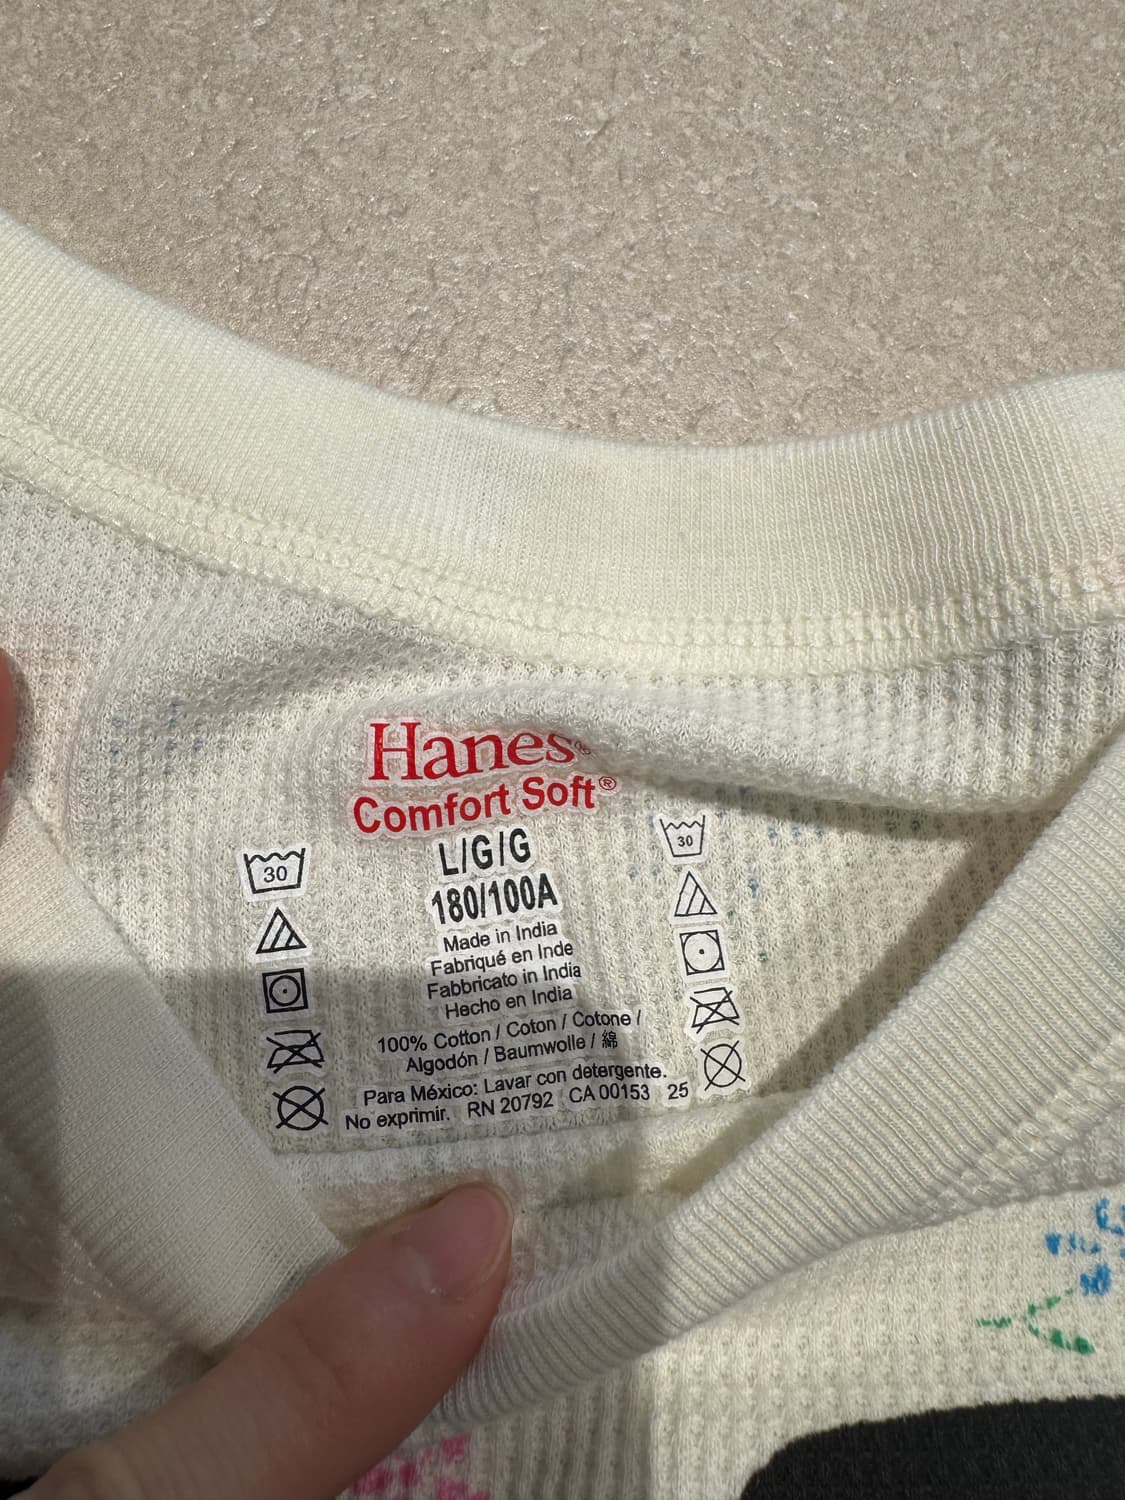 Hanes®
Comfort Soft®
L/G/G
180/100A
Made in India
Fabriqué en Inde
Fabbricato in India
Hecho en India
100% Cotton / Coton / Cotone /
Algodón / Baumwolle / 綿
Para México: Lavar con detergente.
No exprimir. RN 20792 CA 00153 25
30
30